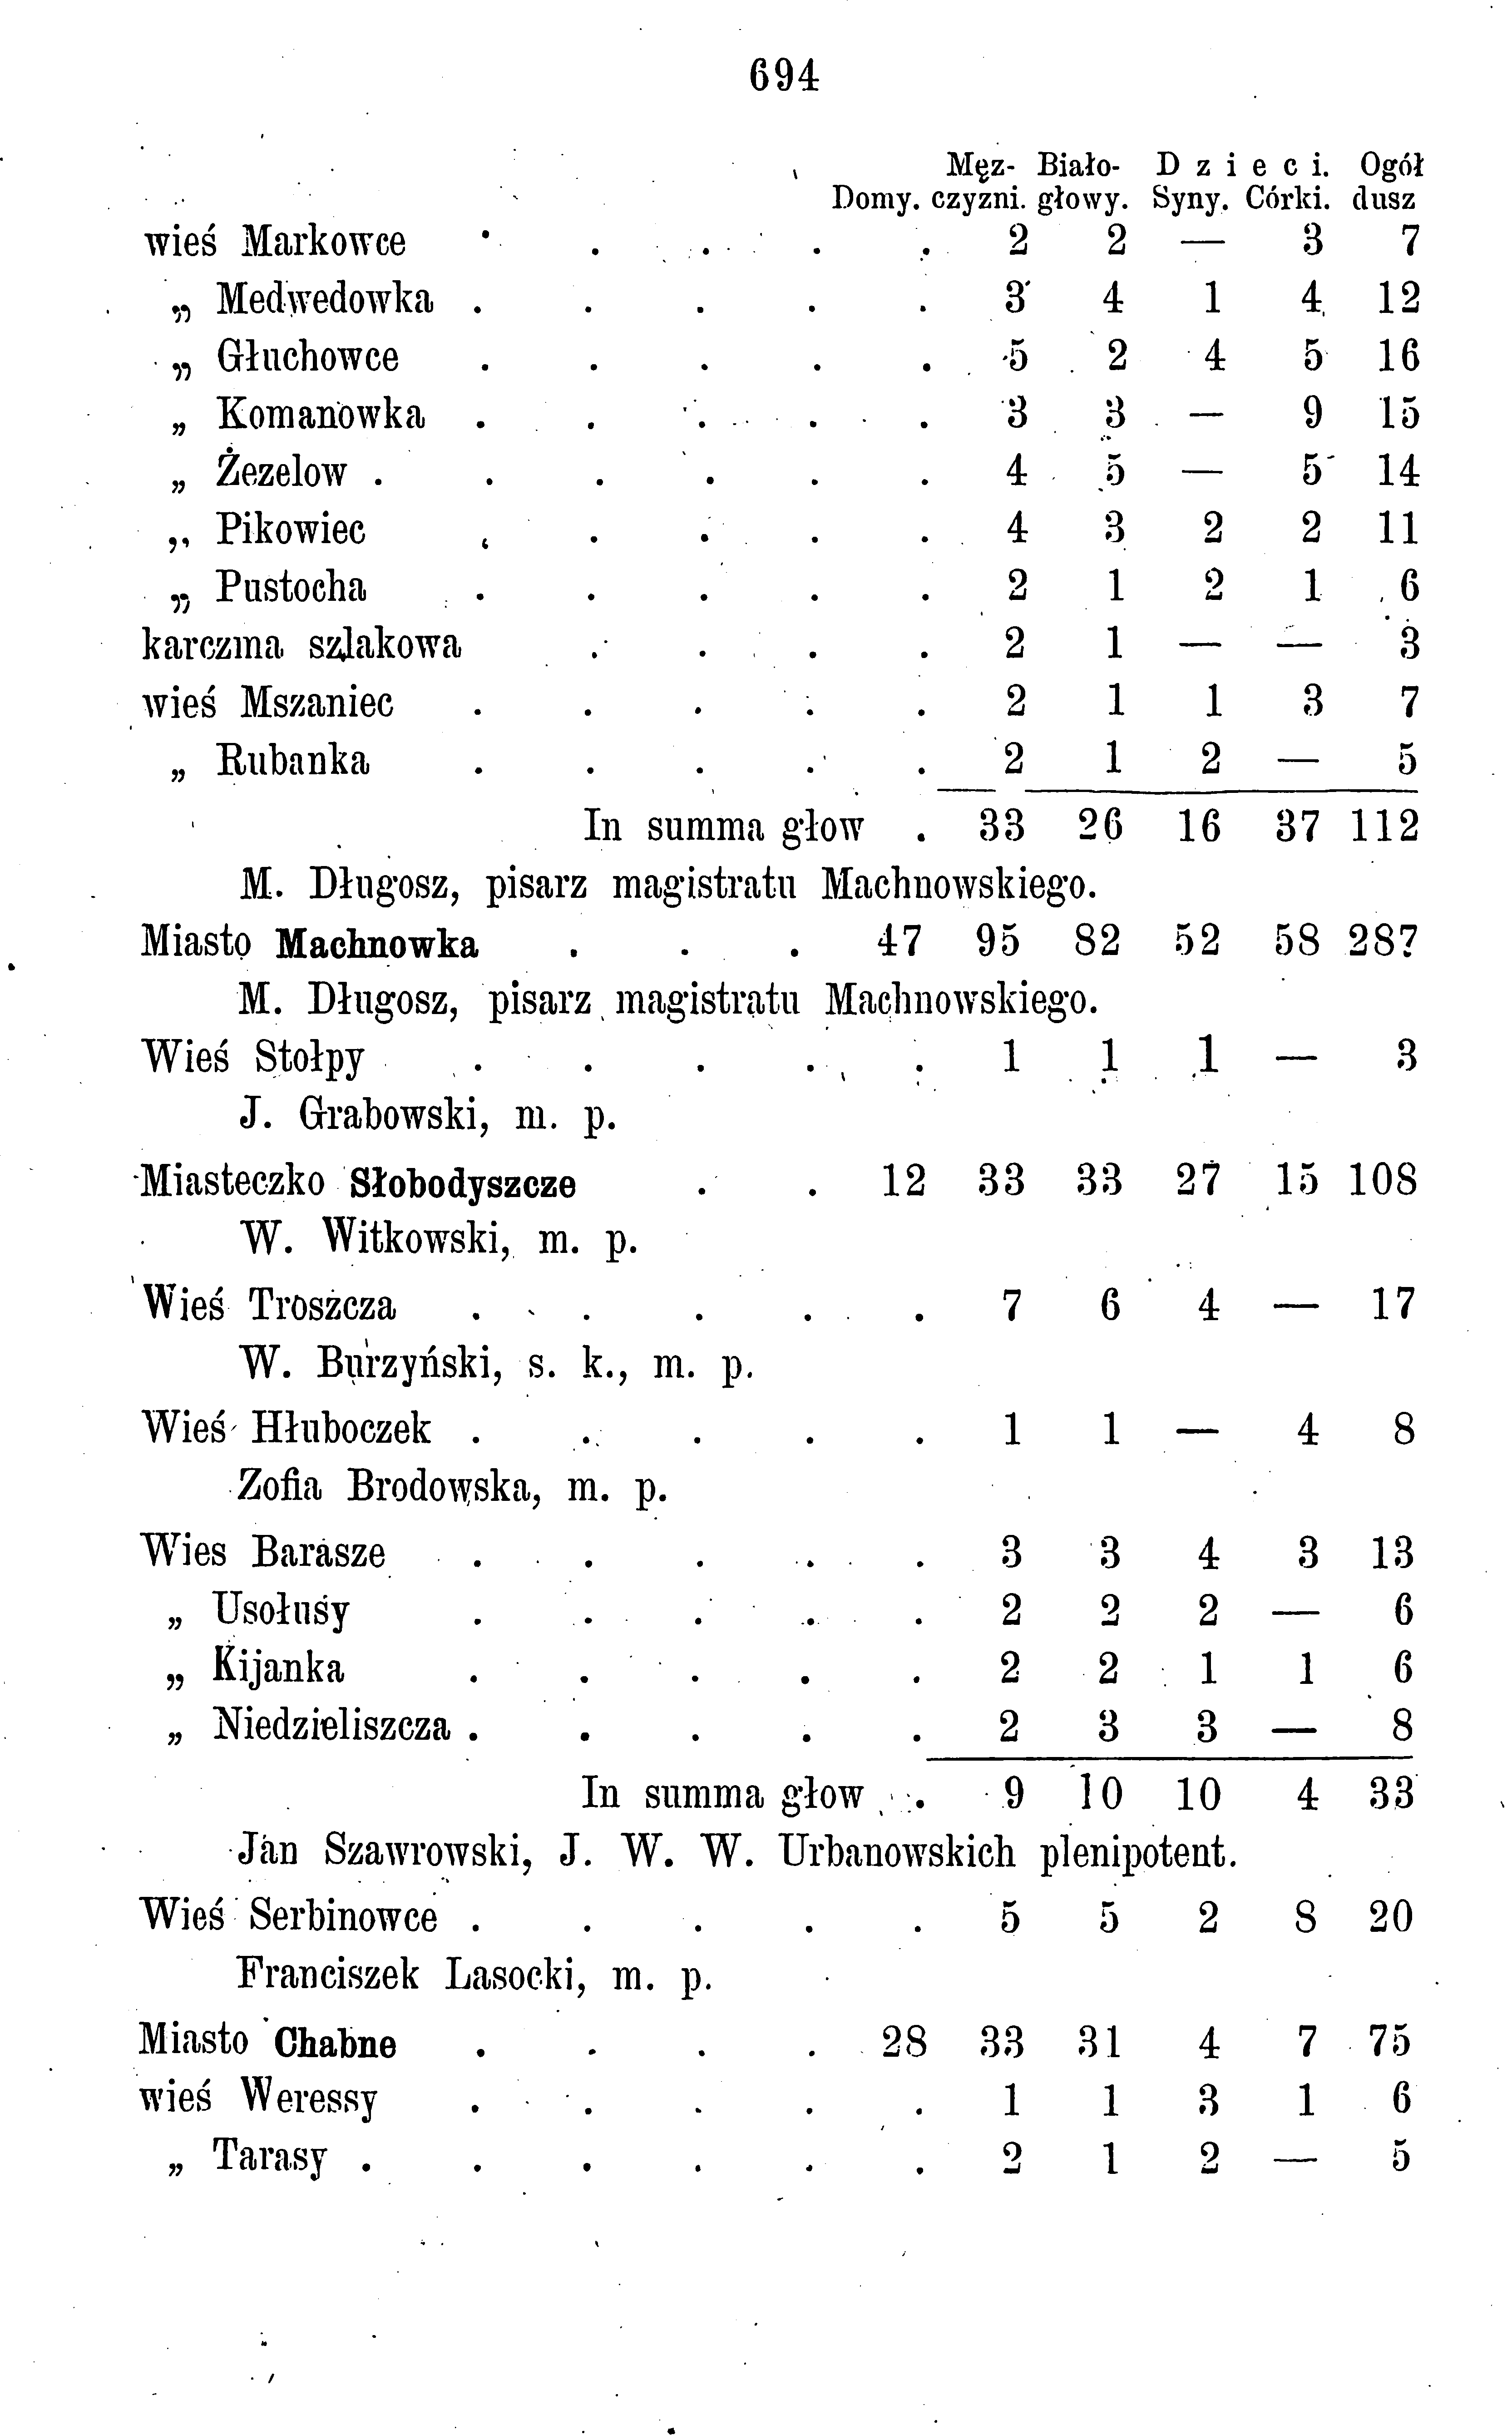 694
Męz- Biało- D z i e c i. Ogół
Domy. czyzni. głowy. Syny. Córki. dusz
wieś Markowce . . . . . 2 2 — 3 7
„ Medwedowka . . . . . 3 4 1 4 12
„ Głuchowce . . . . . 5 2 4 5 16
„ Komanowka . . . . . 3 3 — 9 15
„ Żezelow . . . . . . 4 5 — 5 14
„ Pikowiec . . . . . 4 3 2 2 11
„ Pustocha . . . . . 2 1 2 1 6
karczma szlakowa . . . . 2 1 — — 3
wieś Mszaniec . . . . . 2 1 1 3 7
„ Rubanka . . . . . 2 1 2 — 5
In summa głow . 33 26 16 37 112
M. Długosz, pisarz magistratu Machnowskiego.
Miasto Machnowka . . . 47 95 82 52 58 287
M. Długosz, pisarz magistratu Machnowskiego.
Wieś Stołpy . . . . . 1 1 1 — 3
J. Grabowski, m. p.
Miasteczko Słobodyszcze . . 12 33 33 27 15 108
W. Witkowski, m. p.
Wieś Troszcza . . . . . 7 6 4 — 17
W. Burzyński, s. k., m. p.
Wieś Hłuboczek . . . . . 1 1 — 4 8
Zofia Brodowska, m. p.
Wies Barasze . . . . . 3 3 4 3 13
„ Usołusy . . . . . 2 2 2 — 6
„ Kijanka . . . . . 2 2 1 1 6
„ Niedzieliszcza . . . . . 2 3 3 — 8
In summa głow . 9 10 10 4 33
Jan Szawrowski, J. W. W. Urbanowskich plenipotent.
Wieś Serbinowce . . . . . 5 5 2 8 20
Franciszek Lasocki, m. p.
Miasto Chabne . . . . 28 33 31 4 7 75
wieś Weressy . . . . . 1 1 3 1 6
„ Tarasy . . . . . . 2 1 2 — 5